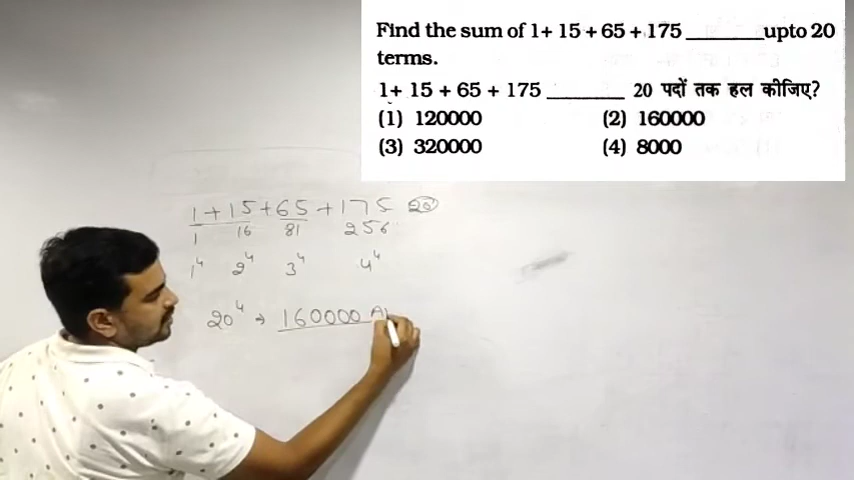 Find the sum of 1+ 15 + 65 + 175 ________ upto 20
terms.
1+ 15 + 65 + 175 ________ 20 पदों तक हल कीजिए?
(1) 120000 (2) 160000
(3) 320000 (4) 8000
1 + 15 + 65 + 175 20
1 16 81 256
1⁴ 2⁴ 3⁴ 4⁴
20⁴ → 160000